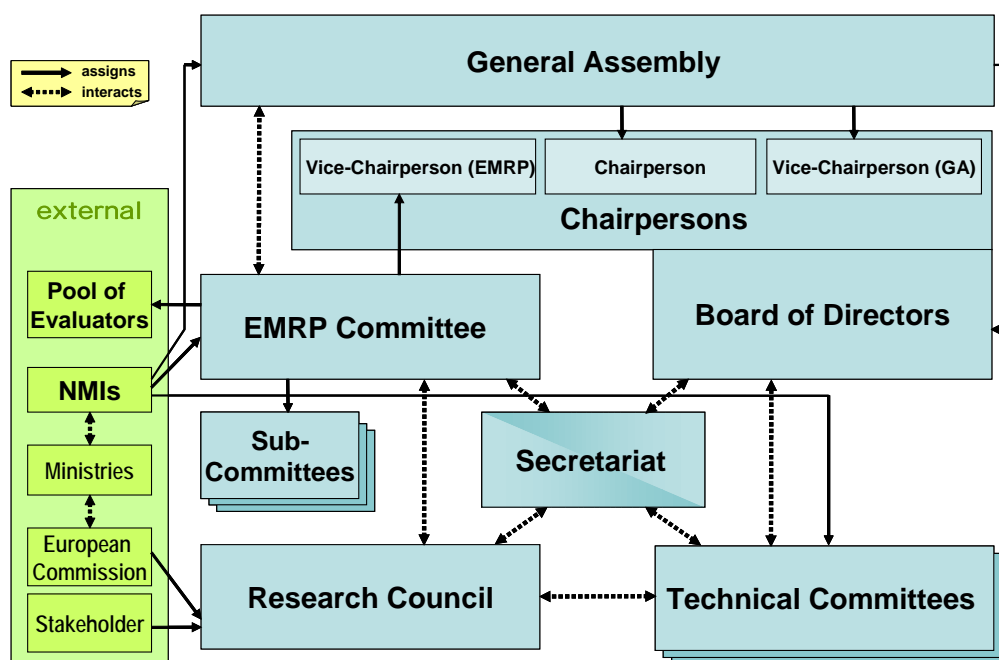 General Assembly
assigns
interacts
Vice-Chairperson (EMRP)
Chairperson
Vice-Chairperson (GA)
Chairpersons
external
Pool of
Evaluators
EMRP Committee
Board of Directors
NMIs
Sub-
Committees
Secretariat
Ministries
European
Commission
Stakeholder
Research Council
Technical Committees